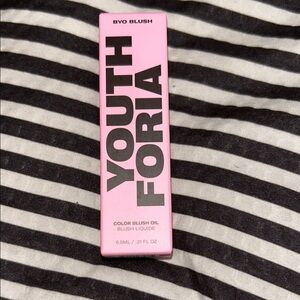 BYO BLUSH
YOUTH
FORIA
COLOR BLUSH OIL
BLUSH LIQUIDE
6.5ML / .21 FL OZ